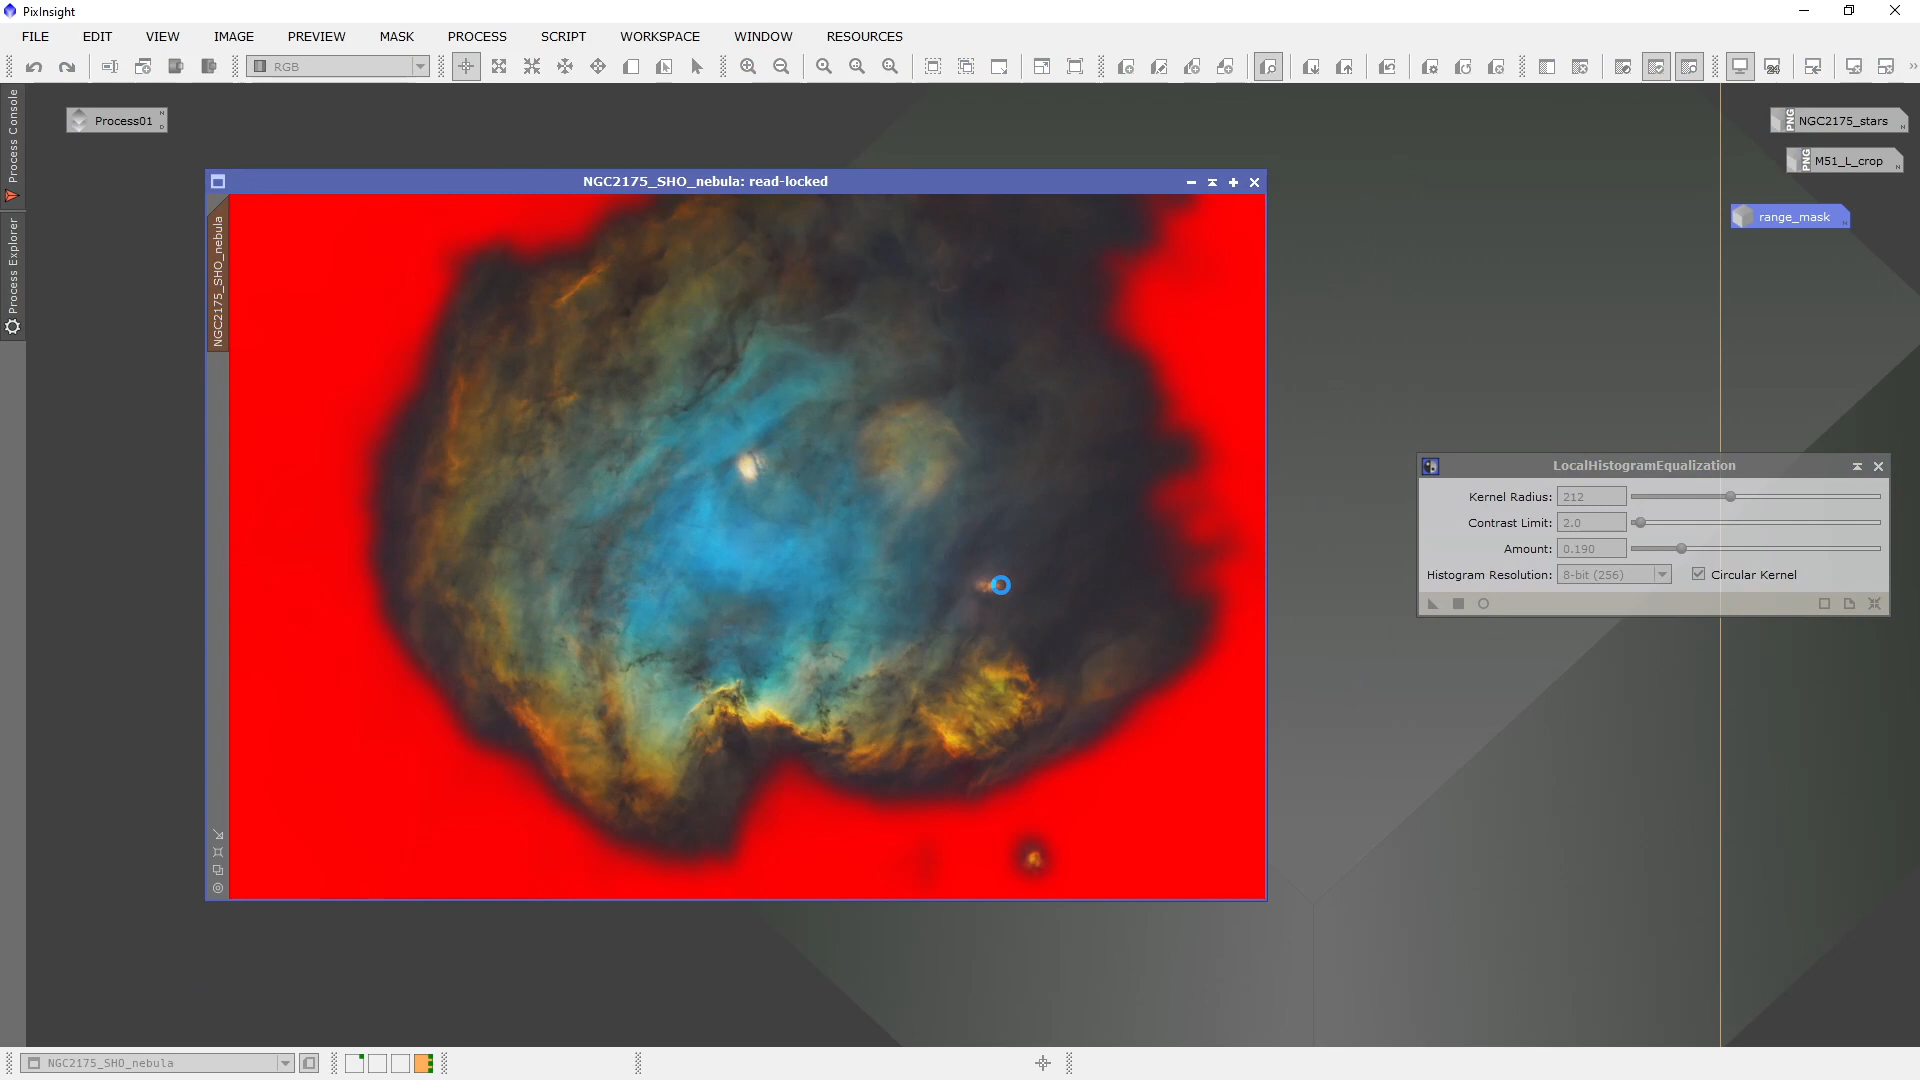 PixInsight
FILE EDIT VIEW IMAGE PREVIEW MASK PROCESS SCRIPT WORKSPACE WINDOW RESOURCES
RGB
Process Console
Process Explorer
Process01
N
D
NGC2175_stars
PNG
N
M51_L_crop
PNG
N
range_mask
N
NGC2175_SHO_nebula: read-locked
NGC2175_SHO_nebula
LocalHistogramEqualization
Kernel Radius: 212
Contrast Limit: 2.0
Amount: 0.190
Histogram Resolution: 8-bit (256) Circular Kernel
NGC2175_SHO_nebula